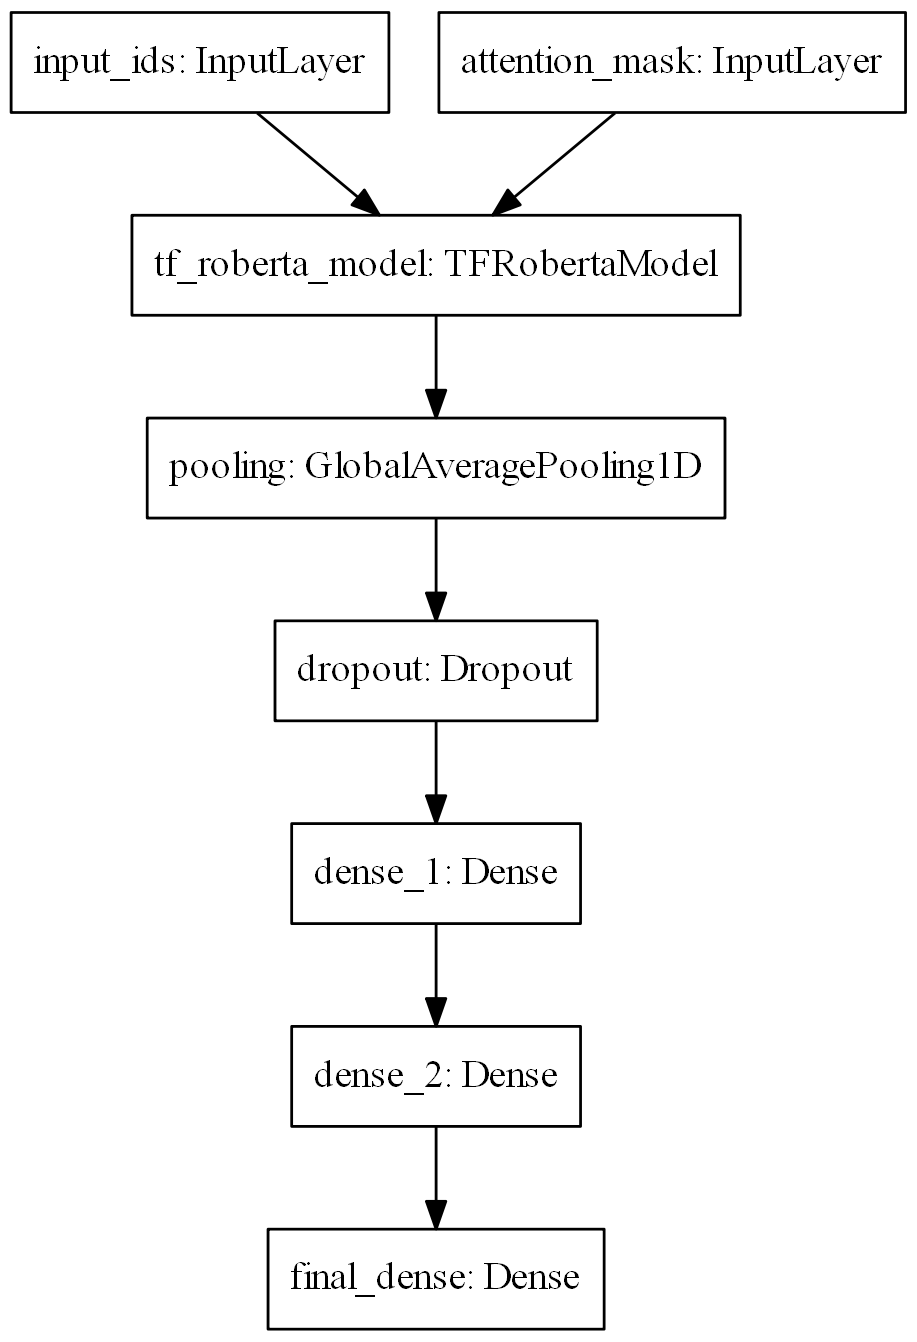 input_ids: InputLayer
attention_mask: InputLayer
tf_roberta_model: TFRobertaModel
pooling: GlobalAveragePooling1D
dropout: Dropout
dense_1: Dense
dense_2: Dense
final_dense: Dense